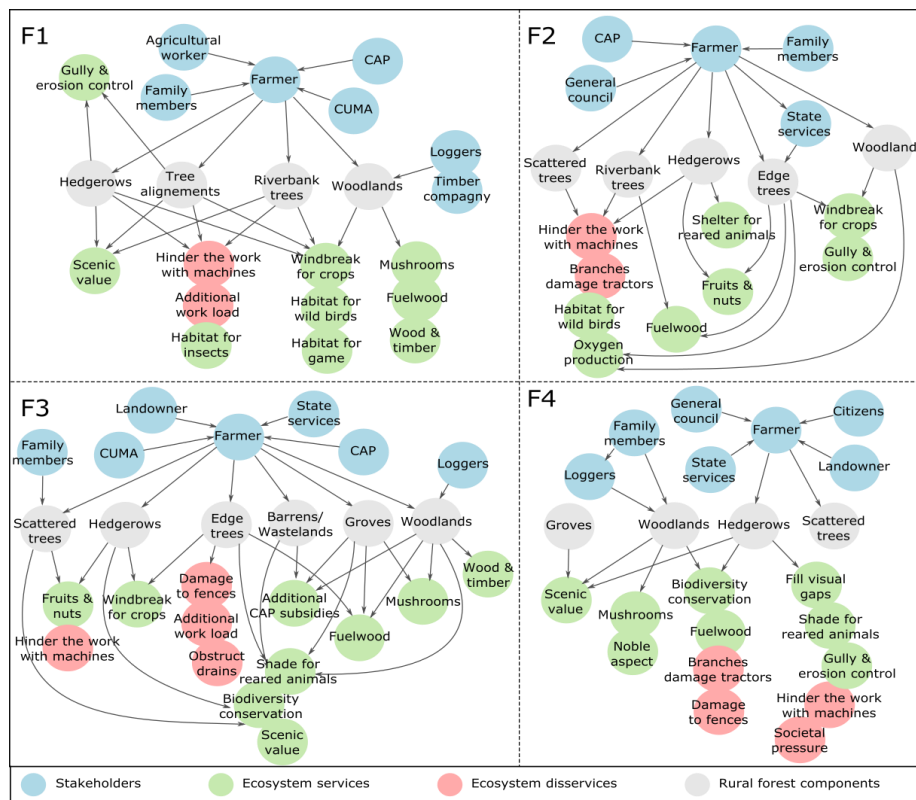 F1
Agricultural
worker
Gully &
erosion control
Farmer
CAP
Family
members
CUMA
Loggers
Timber
compagny
Hedgerows
Tree
alignements
Riverbank
trees
Woodlands
Scenic
value
Hinder the work
with machines
Additional
work load
Habitat for
insects
Windbreak
for crops
Habitat for
wild birds
Habitat for
game
Mushrooms
Fuelwood
Wood &
timber
F2
CAP
Farmer
Family
members
General
council
State
services
Scattered
trees
Riverbank
trees
Hedgerows
Edge
trees
Woodland
Hinder the work
with machines
Branches
damage tractors
Habitat for
wild birds
Oxygen
production
Shelter for
reared animals
Fruits &
nuts
Fuelwood
Windbreak
for crops
Gully &
erosion control
F3
Landowner
State
services
Family
members
CUMA
Farmer
CAP
Loggers
Scattered
trees
Hedgerows
Edge
trees
Barrens/
Wastelands
Groves
Woodlands
Fruits &
nuts
Hinder the work
with machines
Windbreak
for crops
Damage
to fences
Additional
work load
Obstruct
drains
Additional
CAP subsidies
Fuelwood
Mushrooms
Wood &
timber
Shade for
reared animals
Biodiversity
conservation
Scenic
value
F4
General
council
Family
members
Farmer
Citizens
Loggers
State
services
Landowner
Groves
Woodlands
Hedgerows
Scattered
trees
Scenic
value
Mushrooms
Noble
aspect
Biodiversity
conservation
Fuelwood
Branches
damage tractors
Damage
to fences
Fill visual
gaps
Shade for
reared animals
Gully &
erosion control
Hinder the work
with machines
Societal
pressure
Stakeholders
Ecosystem services
Ecosystem disservices
Rural forest components